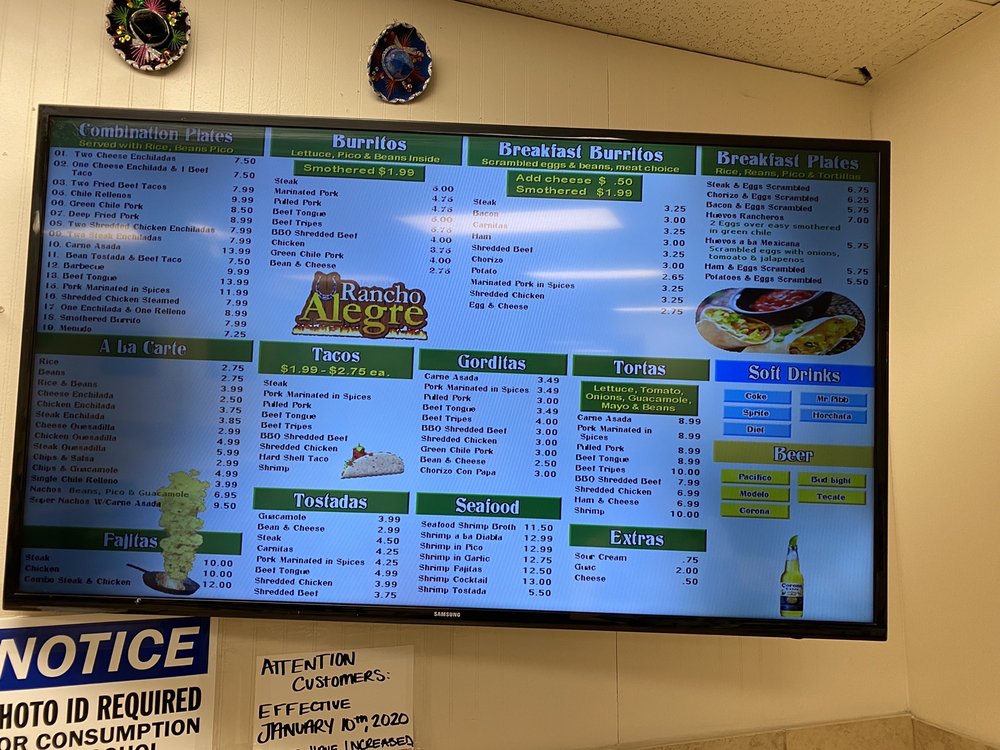 Combination Plates
Served with Rice, Beans Pico
01. Two Cheese Enchiladas 7.50
02. One Cheese Enchilada & 1 Beef Taco 7.50
03. Two Fried Beef Tacos 7.99
05. Chile Rellenos 9.99
06. Green Chile Pork 8.50
07. Deep Fried Pork 8.99
08. Two Shredded Chicken Enchiladas 7.99
09. Two Steak Enchiladas 7.99
10. Carne Asada 13.99
11. Bean Tostada & Beef Taco 7.50
12. Barbecue 9.99
13. Beef Tongue 13.99
15. Pork Marinated in Spices 11.99
16. Shredded Chicken Steamed 7.99
17. One Enchilada & One Relleno 8.99
18. Smothered Burrito 7.99
19. Menudo 7.25
Burritos
Lettuce, Pico & Beans Inside
Smothered $1.99
Steak 5.00
Marinated Pork 4.75
Pulled Pork 4.75
Beef Tongue 5.00
Beef Tripes
BBQ Shredded Beef
Chicken 4.00
Green Chile Pork 4.00
Bean & Cheese 2.75
Rancho
Alegre
Breakfast Burritos
Scrambled eggs & beans, meat choice
Add cheese $ .50
Smothered $1.99
Steak 3.25
Bacon 3.00
Carnitas 3.25
Ham 3.00
Shredded Beef 3.25
Chorizo 3.00
Potato 2.65
Marinated Pork in Spices 3.25
Shredded Chicken 3.25
Egg & Cheese 2.75
Breakfast Plates
Rice, Beans, Pico & Tortillas
Steak & Eggs Scrambled 6.75
Chorizo & Eggs Scrambled 6.25
Bacon & Eggs Scrambled 5.75
Huevos Rancheros 7.00
2 Eggs over easy smothered
in green chile
Huevos a ba Mexicana 5.75
Scrambled eggs with onions,
tomato & jalapenos
Ham & Eggs Scrambled 5.75
Potatoes & Eggs Scrambled 5.50
A La Carte
Rice 2.75
Beans 2.75
Rice & Beans 3.99
Cheese Enchilada 2.50
Chicken Enchilada 3.75
Steak Enchilada 3.85
Cheese Quesadilla 2.99
Chicken Quesadilla 4.99
Steak Quesadilla 5.99
Chips & Salsa 2.99
Chips & Guacamole 4.99
Single Chile Relleno 3.99
Nachos Beans, Pico & Guacamole 6.95
Super Nachos W/Carne Asada 9.50
Fajitas
Steak 10.00
Chicken 10.00
Combo Steak & Chicken 12.00
Tacos
$1.99 - $2.75 ea.
Steak
Pork Marinated in Spices
Pulled Pork
Beef Tongue
Beef Tripes
BBQ Shredded Beef
Shredded Chicken
Hard Shell Taco
Shrimp
Tostadas
Guacamole 3.99
Bean & Cheese 2.99
Steak 4.50
Carnitas 4.25
Pork Marinated in Spices 4.25
Beef Tongue 4.99
Shredded Chicken 3.99
Shredded Beef 3.75
Gorditas
Carne Asada 3.49
Pork Marinated in Spices 3.49
Pulled Pork 3.00
Beef Tongue 3.49
Beef Tripes 4.00
BBQ Shredded Beef 3.00
Shredded Chicken 3.00
Green Chile Pork 3.00
Bean & Cheese 2.50
Chorizo Con Papa 3.00
Seafood
Seafood Shrimp Broth 11.50
Shrimp a ba Diabla 12.99
Shrimp in Pico 12.99
Shrimp in Garlic 12.75
Shrimp Fajitas 12.50
Shrimp Cocktail 13.00
Shrimp Tostada 5.50
Tortas
Lettuce, Tomato,
Onions, Guacamole,
Mayo & Beans
Carne Asada 8.99
Pork Marinated in
Spices 8.99
Pulled Pork 8.99
Beef Tongue 8.99
Beef Tripes 10.00
BBQ Shredded Beef 7.99
Shredded Chicken 6.99
Ham & Cheese 6.99
Shrimp 10.00
Extras
Sour Cream .75
Guac 2.00
Cheese .50
Soft Drinks
Coke
Mr Pibb
Sprite
Horchata
Diet
Beer
Pacifico
Bud bight
Modelo
Tecate
Corona
SAMSUNG
NOTICE
HOTO ID REQUIRED
OR CONSUMPTION
ATTENTION
CUSTOMERS:
EFFECTIVE
JANUARY 10th, 2020
HAVE INCREASED